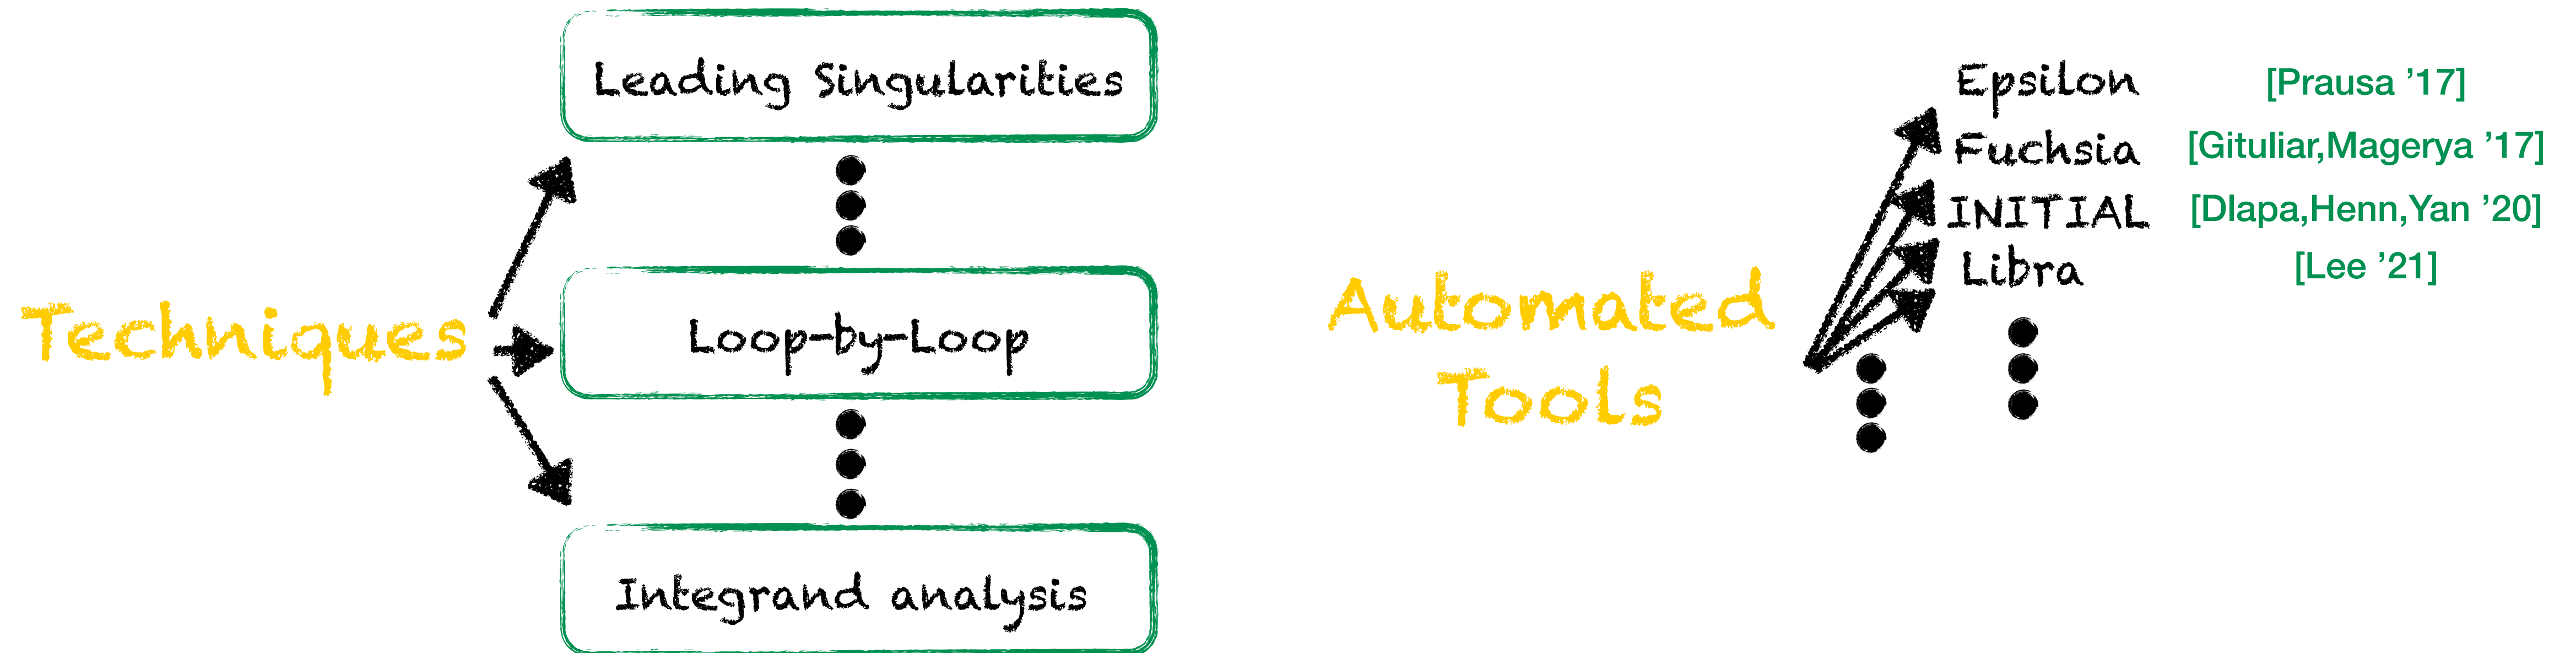 Techniques
Leading Singularities
Loop-by-Loop
Integrand analysis
Automated
Tools
Epsilon [Prausa ’17]
Fuchsia [Gituliar,Magerya ’17]
INITIAL [Dlapa,Henn,Yan ’20]
Libra [Lee ’21]